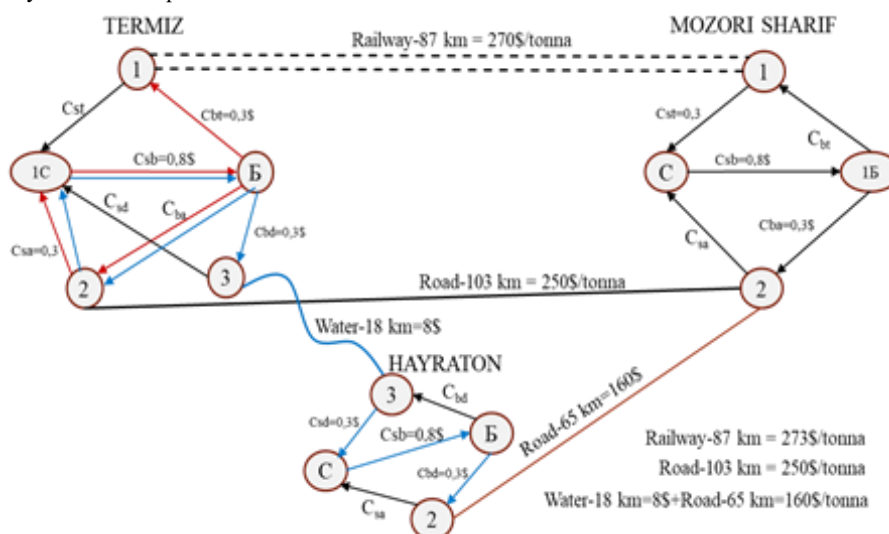 TERMIZ
MOZORI SHARIF
Railway-87 km = 270$/tonna
1
1
Cst
Cbt=0,3$
Cst=0,3
Cbt
1C
Csb=0,8$
Б
C
Csb=0,8$
1Б
Csd
Cba
Cbd=0,3$
Csa
Cba=0,3$
Csa=0,3
2
3
2
Road-103 km = 250$/tonna
Water-18 km=8$
HAYRATON
3
Cbd
Road-65 km=160$
Csd=0,3$
Csb=0,8$
Б
C
Cbd=0,3$
Csa
2
Railway-87 km = 273$/tonna
Road-103 km = 250$/tonna
Water-18 km=8$+Road-65 km=160$/tonna